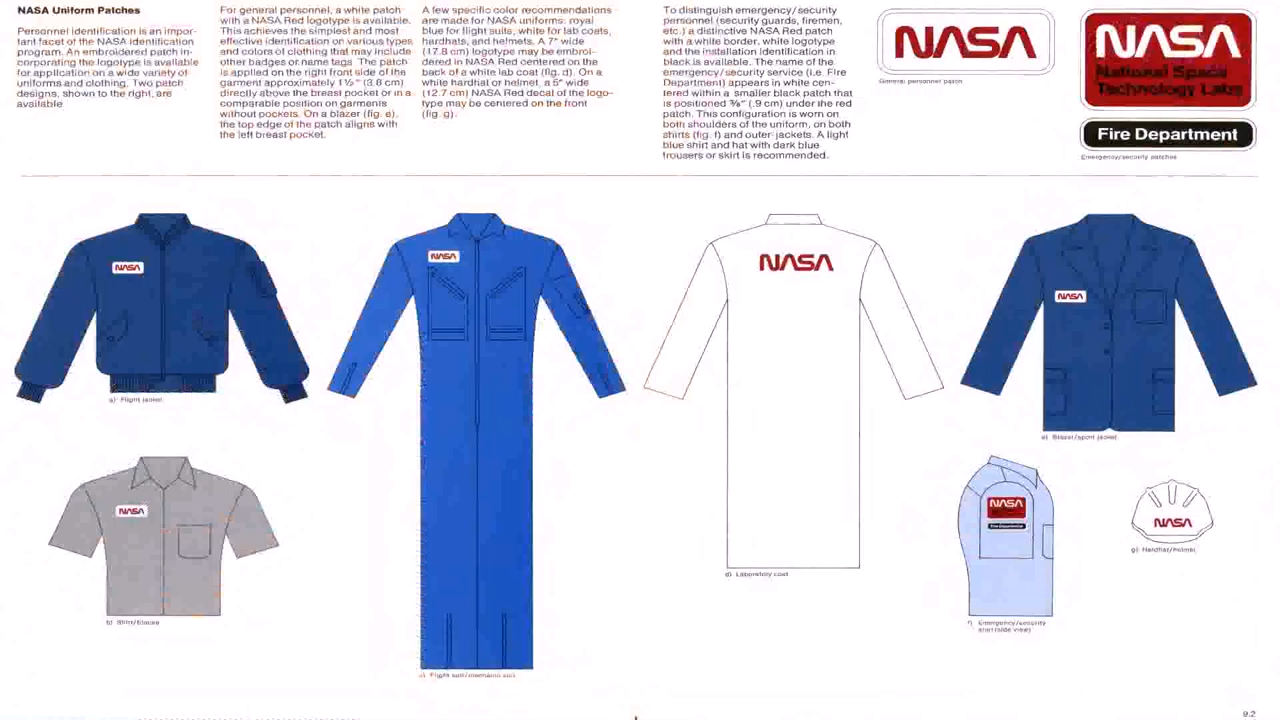 NASA Uniform Patches
Personnel identification is an impor-
tant facet of the NASA identification
program. An embroidered patch in-
corporating the logotype is available
for application on a wide variety of
uniforms and clothing. Two patch
designs, shown to the right, are
available
For general personnel, a white patch
with a NASA Red logotype is available.
This achieves the simplest and most
effective identification on various types
and colors of clothing that may include
other badges or name tags. The patch
is applied on the right front side of the
garment approximately 1½" (3.8 cm)
directly above the breast pocket or in a
comparable position on garments
without pockets. On a blazer (fig. e),
the top edge of the patch aligns with
the left breast pocket.
A few specific color recommendations
are made for NASA uniforms: royal
blue for flight suits, white for lab coats,
hardhats, and helmets. A 7" wide
(17.8 cm) logotype may be embroi-
dered in NASA Red centered on the
back of a white lab coat (fig. d). On a
white hardhat or helmet, a 5" wide
(12.7 cm) NASA Red decal of the logo-
type may be centered on the front
(fig. g).
To distinguish emergency/security
personnel (security guards, firemen,
etc.) a distinctive NASA Red patch
with a white border, white logotype
and the installation identification in
black is available. The name of the
emergency/security service (i.e. Fire
Department) appears in white cen-
tered within a smaller black patch that
is positioned ⅜" (.9 cm) under the red
patch. This configuration is worn on
both shoulders of the uniform, on both
shirts (fig. f) and outer jackets. A light
blue shirt and hat with dark blue
trousers or skirt is recommended.
NASA
General personnel patch
NASA
National Space
Technology Labs
Fire Department
Emergency/security patches
NASA
a) Flight jacket
NASA
b) Shirt/blouse
NASA
c) Flight suit/mechanic suit
NASA
d) Laboratory coat
NASA
e) Blazer/sport jacket
NASA
Fire Department
f) Emergency/security
shirt (side view)
NASA
g) Hardhat/helmet
9.2